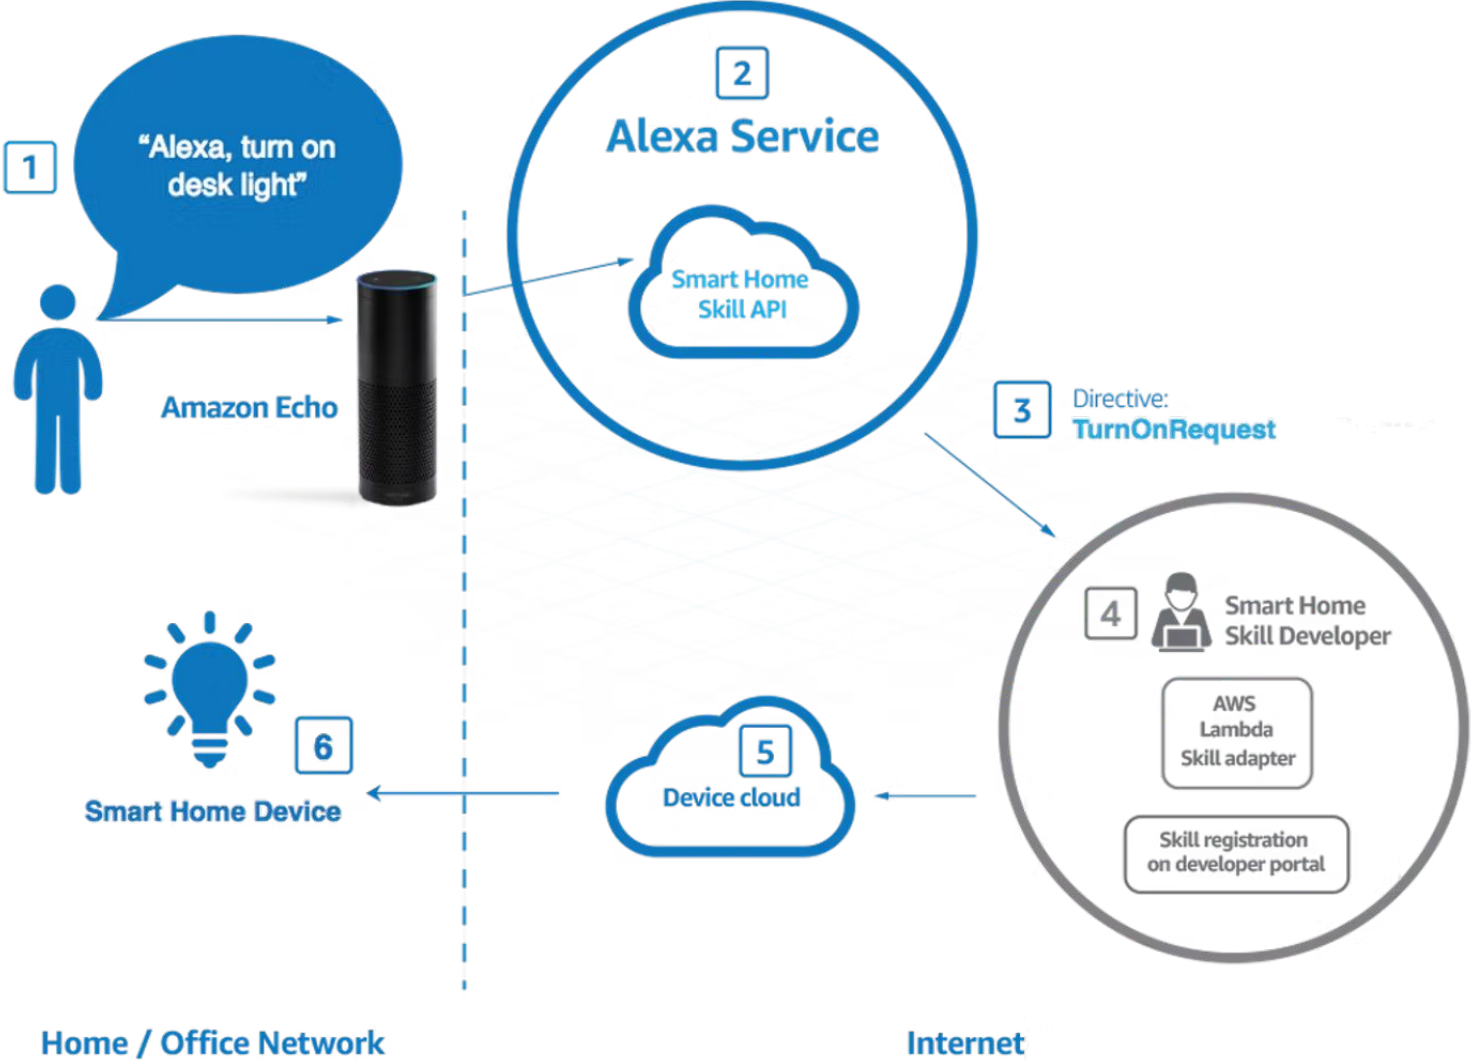 1
“Alexa, turn on
desk light”
Amazon Echo
2
Alexa Service
Smart Home
Skill API
3
Directive:
TurnOnRequest
4
Smart Home
Skill Developer
AWS
Lambda
Skill adapter
Skill registration
on developer portal
5
Device cloud
6
Smart Home Device
Home / Office Network
Internet